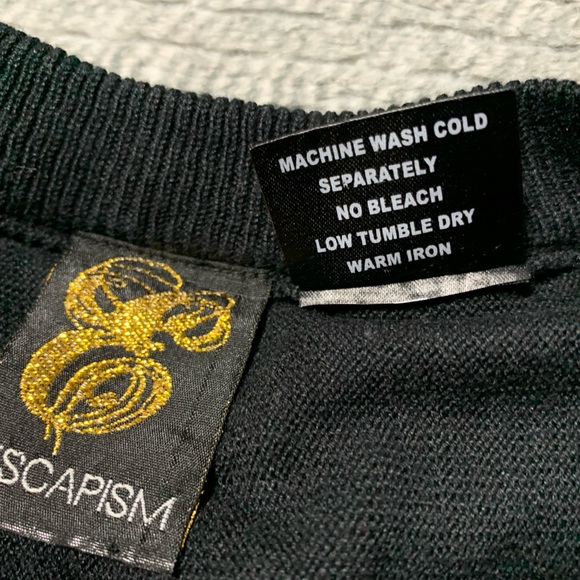 MACHINE WASH COLD
SEPARATELY
NO BLEACH
LOW TUMBLE DRY
WARM IRON
ESCAPISM